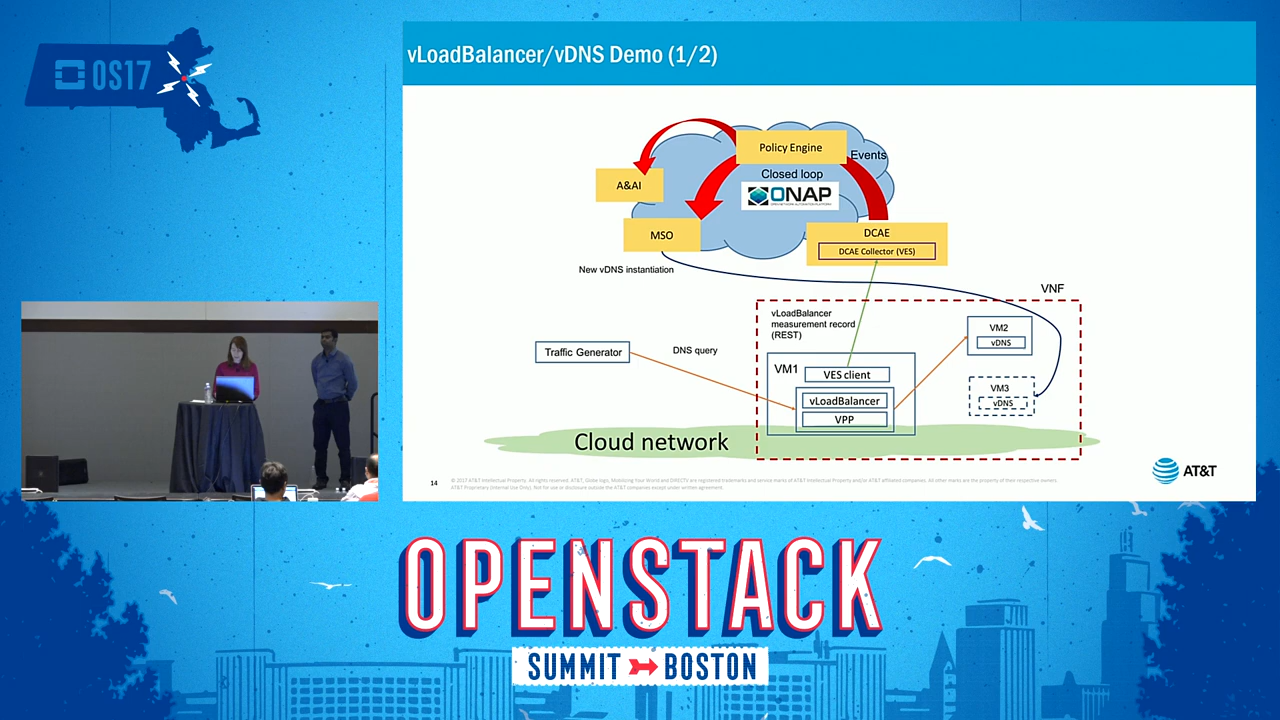 OS17
vLoadBalancer/vDNS Demo (1/2)
Policy Engine
Events
Closed loop
ONAP
OPEN NETWORK AUTOMATION PLATFORM
A&AI
MSO
DCAE
DCAE Collector (VES)
New vDNS instantiation
VNF
vLoadBalancer
measurement record
(REST)
VM2
vDNS
Traffic Generator
DNS query
VM1
VES client
vLoadBalancer
VPP
VM3
vDNS
Cloud network
14
© 2017 AT&T Intellectual Property. All rights reserved. AT&T, Globe logo, Mobilizing Your World and DIRECTV are registered trademarks and service marks of AT&T Intellectual Property and/or AT&T affiliated companies. All other marks are the property of their respective owners.
AT&T Proprietary (Internal Use Only). Not for use or disclosure outside the AT&T companies except under written agreement.
AT&T
OPENSTACK
SUMMIT BOSTON